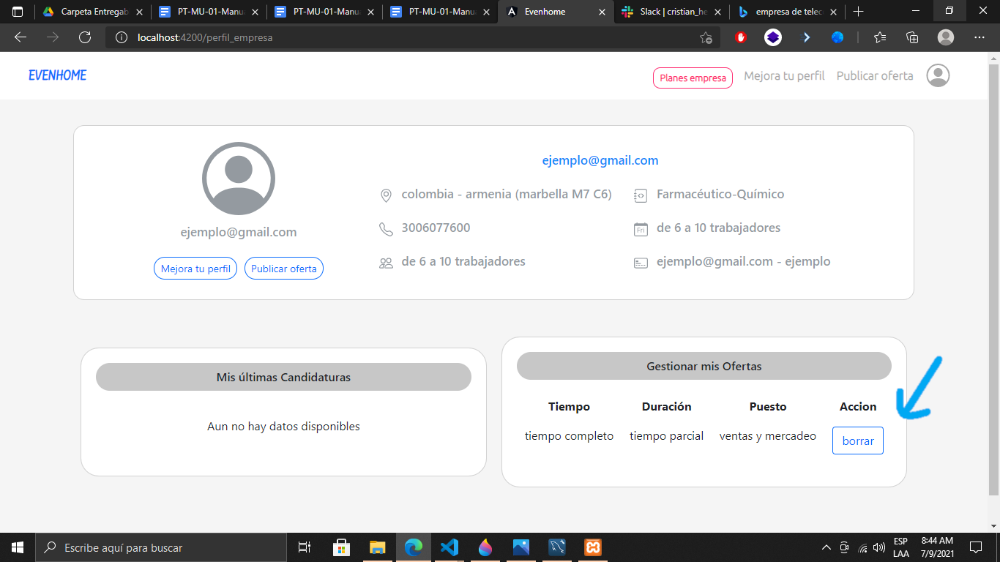 Carpeta Entregab
PT-MU-01-Manu
PT-MU-01-Manu
PT-MU-01-Manu
Evenhome
Slack | cristian_he
empresa de telec
localhost:4200/perfil_empresa
EVENHOME
Planes empresa
Mejora tu perfil
Publicar oferta
ejemplo@gmail.com
colombia - armenia (marbella M7 C6)
Farmacéutico-Químico
3006077600
Fri
de 6 a 10 trabajadores
ejemplo@gmail.com
de 6 a 10 trabajadores
ejemplo@gmail.com - ejemplo
Mejora tu perfil
Publicar oferta
Mis últimas Candidaturas
Aun no hay datos disponibles
Gestionar mis Ofertas
Tiempo Duración Puesto Accion
tiempo completo tiempo parcial ventas y mercadeo borrar
Escribe aquí para buscar
ESP
LAA
8:44 AM
7/9/2021